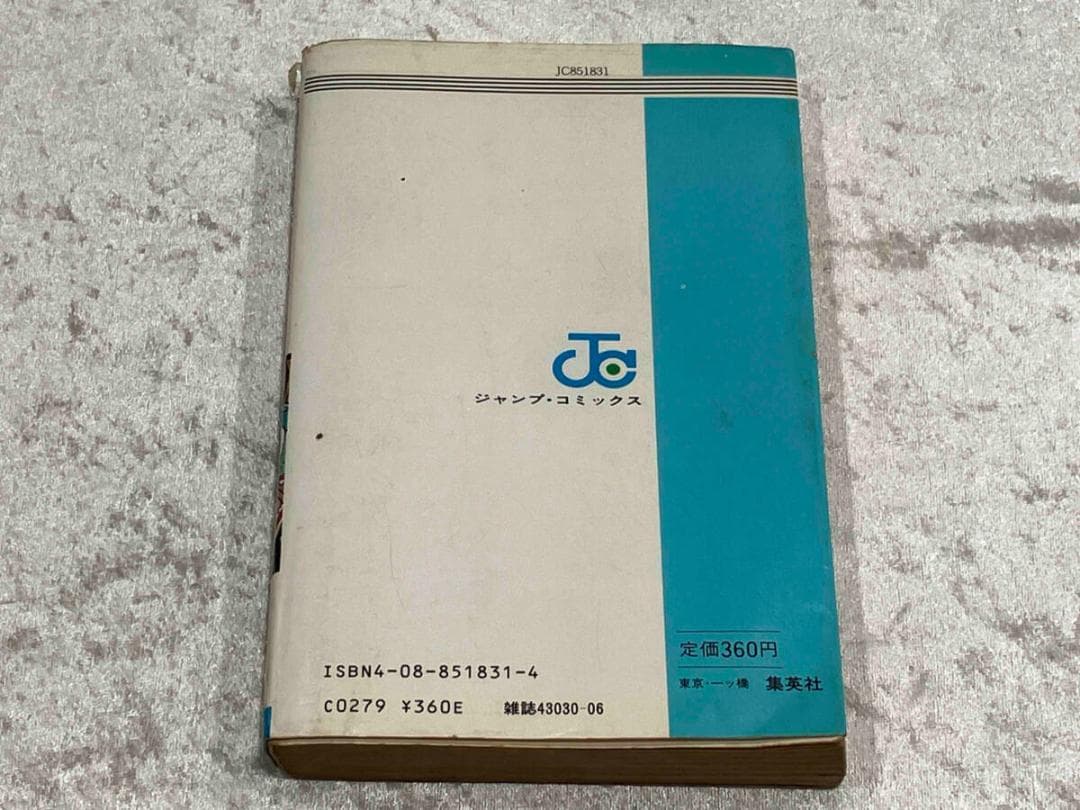 JC851831
JC
ジャンプ・コミックス
定価360円
東京・一ッ橋 集英社
ISBN4-08-851831-4
C0279 ¥360E 雑誌43030-06